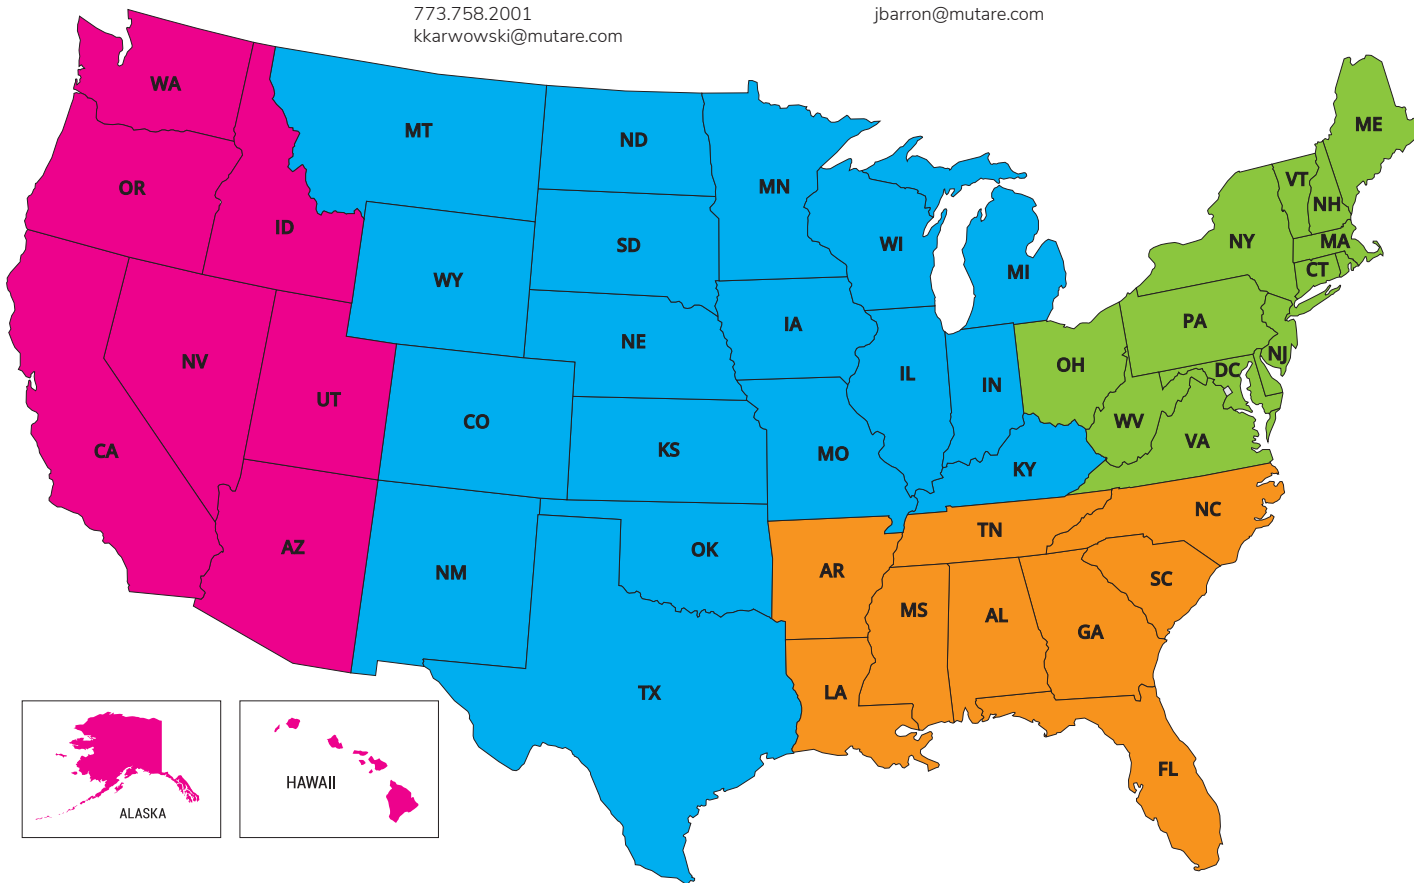 773.758.2001
kkarwowski@mutare.com
jbarron@mutare.com
WA
MT
ND
MN
ME
OR
ID
SD
WI
VT
NH
NY
MA
WY
MI
CT
NE
IA
PA
NV
UT
CO
IL
IN
OH
DC
NJ
CA
KS
MO
KY
WV
VA
AZ
NM
OK
AR
TN
NC
SC
MS
AL
GA
TX
LA
FL
ALASKA
HAWAII